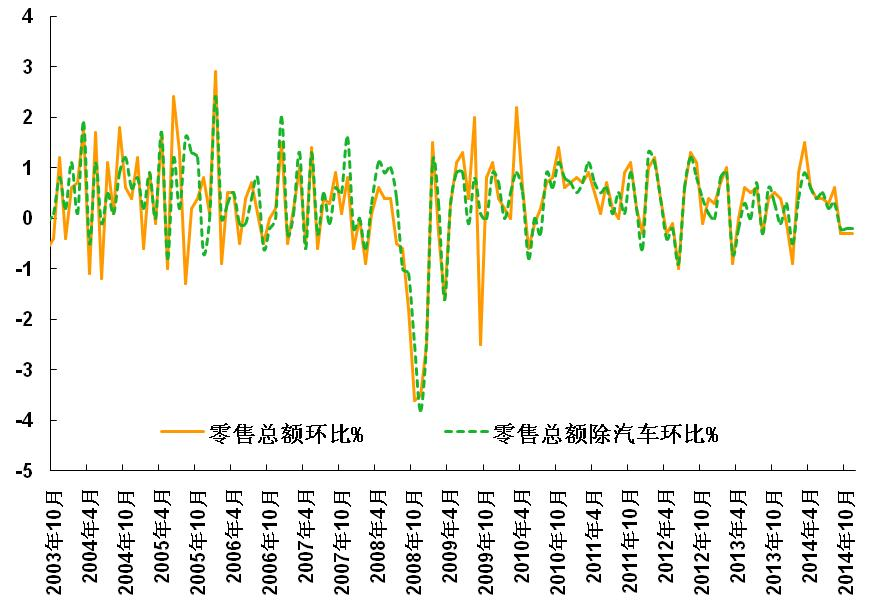 4
3
2
1
0
-1
-2
-3
-4
-5
零售总额环比%
零售总额除汽车环比%
2003年10月
2004年4月
2004年10月
2005年4月
2005年10月
2006年4月
2006年10月
2007年4月
2007年10月
2008年4月
2008年10月
2009年4月
2009年10月
2010年4月
2010年10月
2011年4月
2011年10月
2012年4月
2012年10月
2013年4月
2013年10月
2014年4月
2014年10月